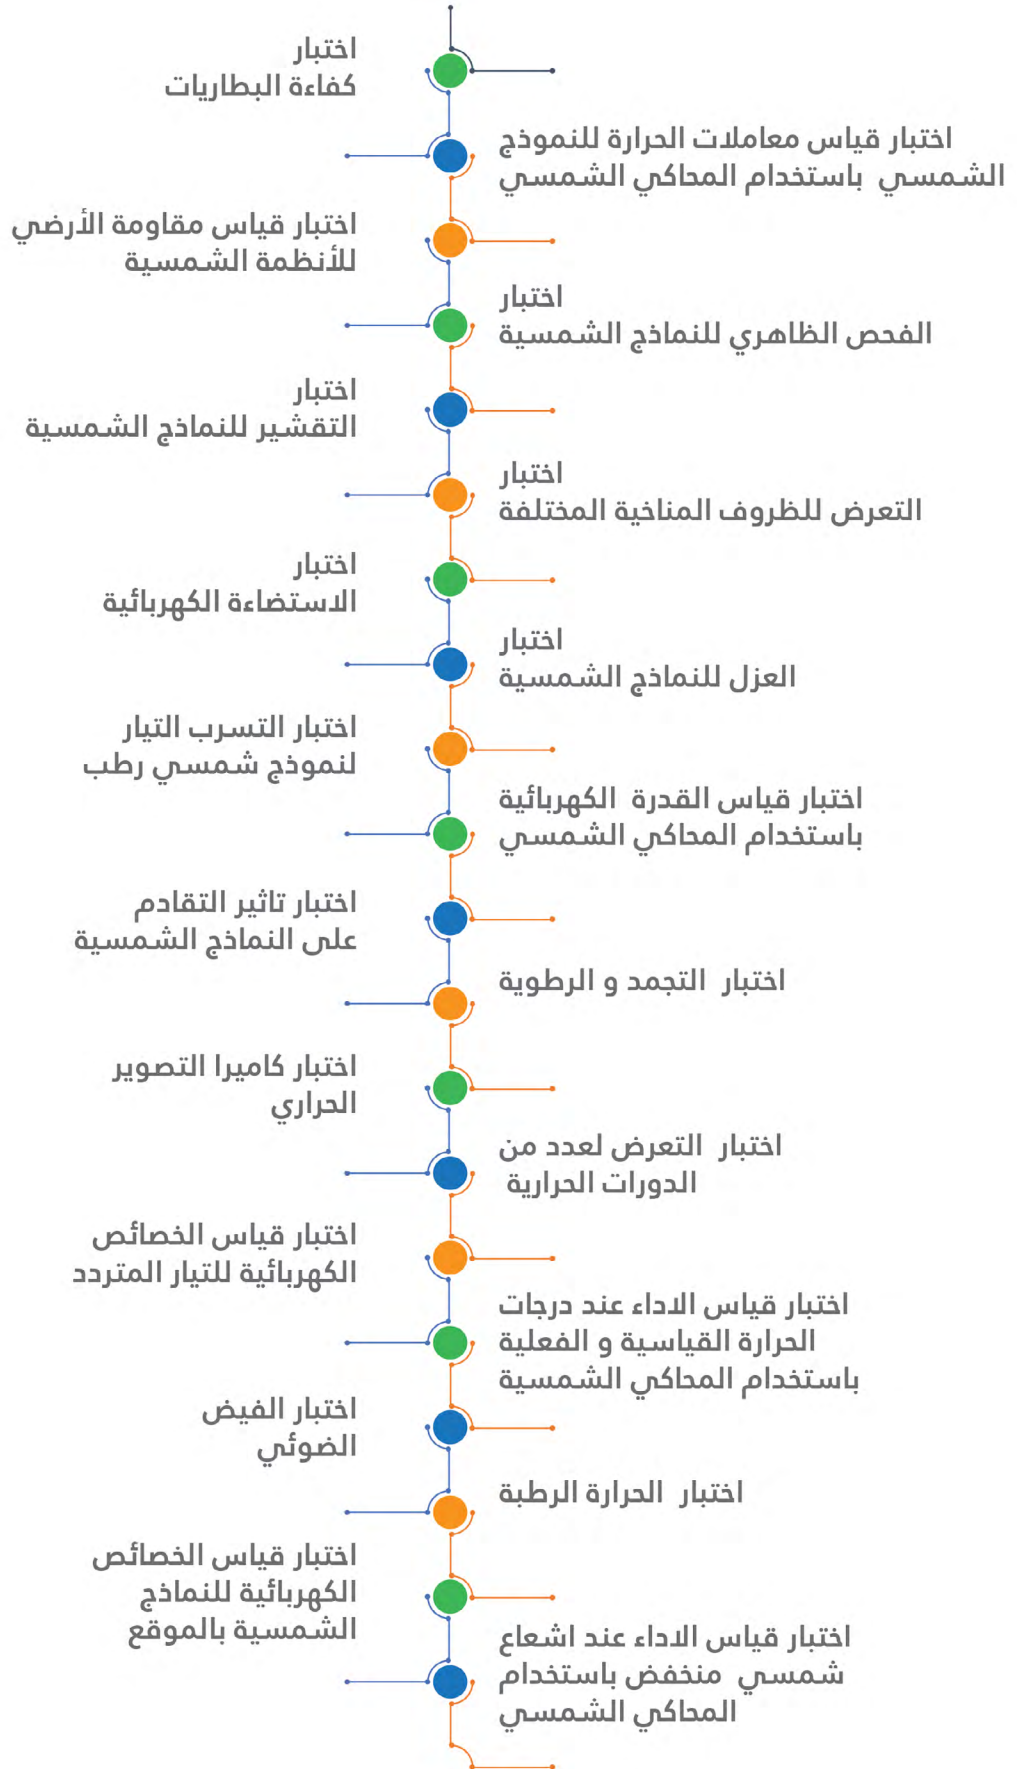 اختبار
كفاءة البطاريات
اختبار قياس معاملات الحرارة للنموذج
الشمسي باستخدام المحاكي الشمسي
اختبار قياس مقاومة الأرضي
للأنظمة الشمسية
اختبار
الفحص الظاهري للنماذج الشمسية
اختبار
التقشير للنماذج الشمسية
اختبار
التعرض للظروف المناخية المختلفة
اختبار
الاستضاءة الكهربائية
اختبار
العزل للنماذج الشمسية
اختبار التسرب التيار
لنموذج شمسي رطب
اختبار قياس القدرة الكهربائية
باستخدام المحاكي الشمسي
اختبار تاثير التقادم
على النماذج الشمسية
اختبار التجمد و الرطوية
اختبار كاميرا التصوير
الحراري
اختبار التعرض لعدد من
الدورات الحرارية
اختبار قياس الخصائص
الكهربائية للتيار المتردد
اختبار قياس الاداء عند درجات
الحرارة القياسية و الفعلية
باستخدام المحاكي الشمسية
اختبار الفيض
الضوئي
اختبار الحرارة الرطبة
اختبار قياس الخصائص
الكهربائية للنماذج
الشمسية بالموقع
اختبار قياس الاداء عند اشعاع
شمسي منخفض باستخدام
المحاكي الشمسي